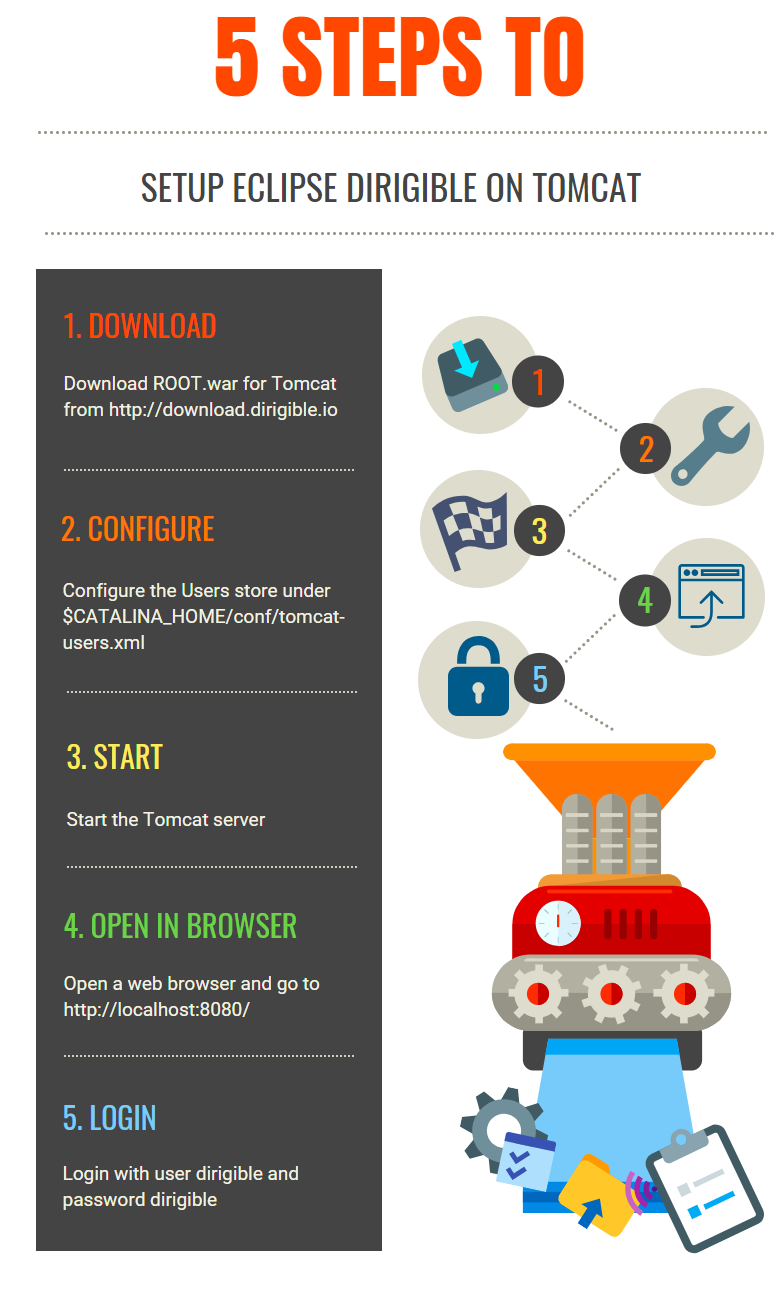 5 STEPS TO
SETUP ECLIPSE DIRIGIBLE ON TOMCAT
1. DOWNLOAD
Download ROOT.war for Tomcat
from http://download.dirigible.io
2. CONFIGURE
Configure the Users store under
$CATALINA_HOME/conf/tomcat-
users.xml
3. START
Start the Tomcat server
4. OPEN IN BROWSER
Open a web browser and go to
http://localhost:8080/
5. LOGIN
Login with user dirigible and
password dirigible
1
2
3
4
5